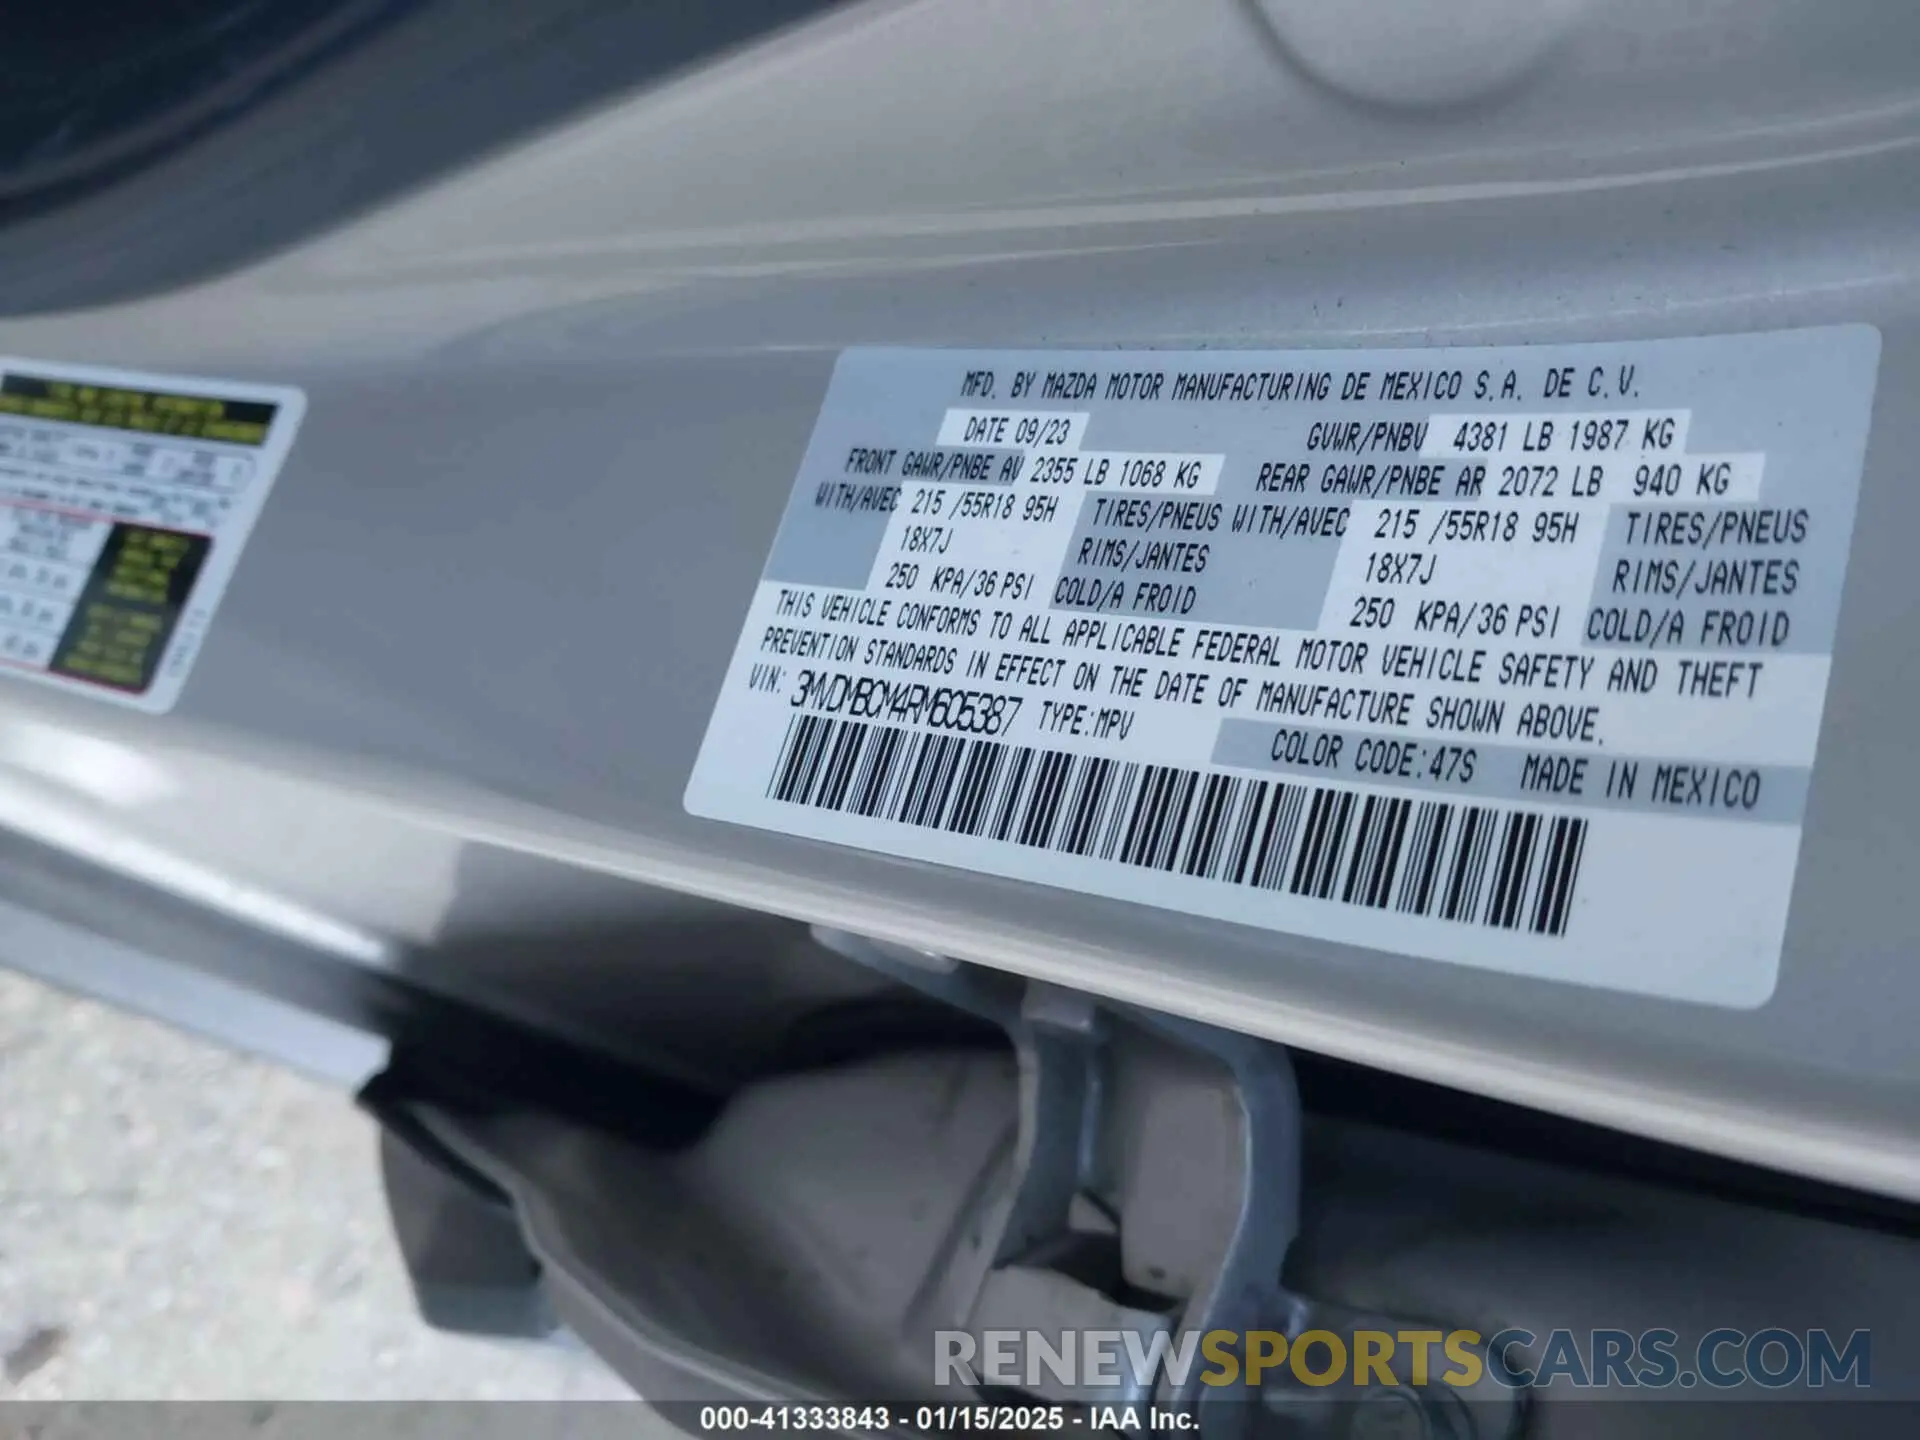 MFD. BY MAZDA MOTOR MANUFACTURING DE MEXICO S.A. DE C.V.
DATE 09/23 GVWR/PNBV 4381 LB 1987 KG
FRONT GAWR/PNBE AV 2355 LB 1068 KG REAR GAWR/PNBE AR 2072 LB 940 KG
WITH/AVEC 215 /55R18 95H TIRES/PNEUS WITH/AVEC 215 /55R18 95H TIRES/PNEUS
18X7J RIMS/JANTES 18X7J RIMS/JANTES
250 KPA/36 PSI COLD/A FROID 250 KPA/36 PSI COLD/A FROID
THIS VEHICLE CONFORMS TO ALL APPLICABLE FEDERAL MOTOR VEHICLE SAFETY AND THEFT
PREVENTION STANDARDS IN EFFECT ON THE DATE OF MANUFACTURE SHOWN ABOVE.
VIN: 3MVDMBCM4RM605387 TYPE:MPV
COLOR CODE:47S MADE IN MEXICO
RENEWSPORTSCARS.COM
000-41333843 - 01/15/2025 - IAA Inc.